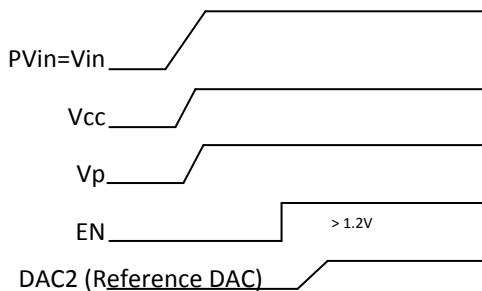 PVin=Vin
Vcc
Vp
EN
> 1.2V
DAC2 (Reference DAC)